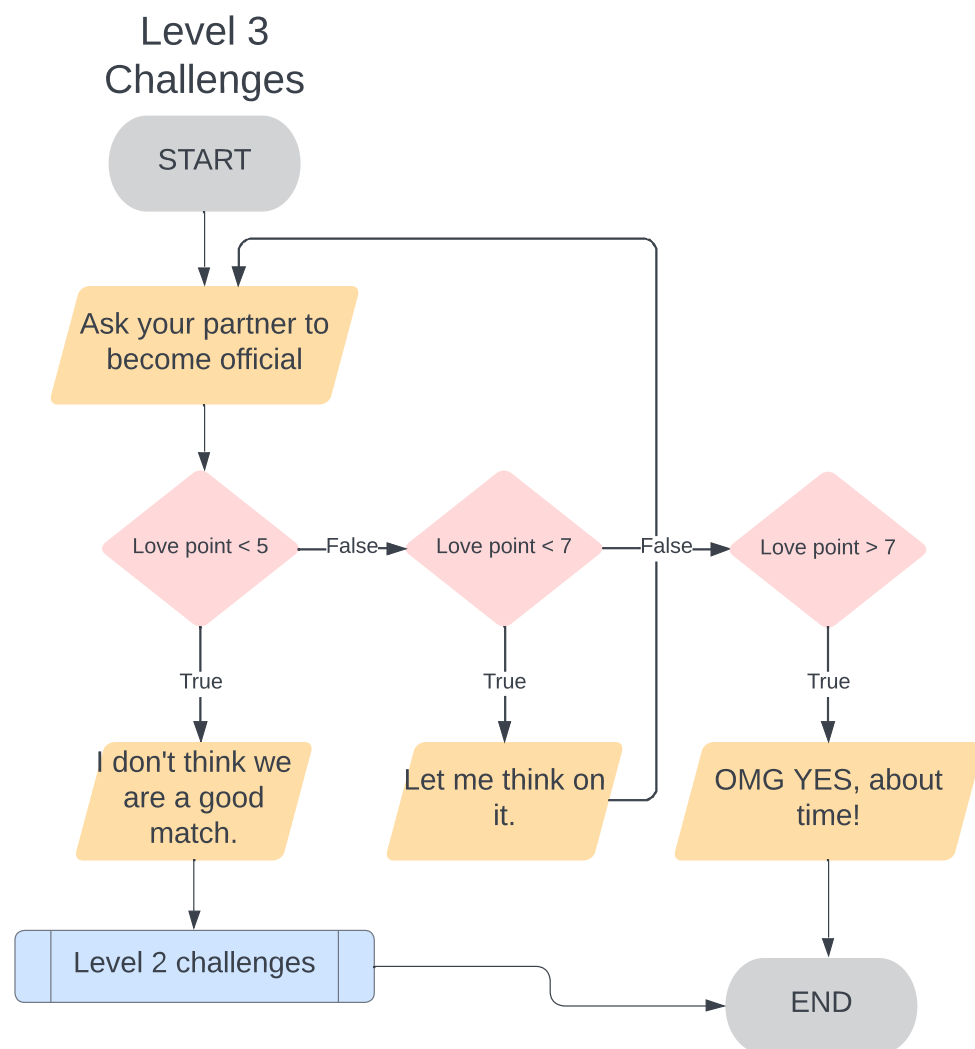 Level 3
Challenges
START
Ask your partner to
become official
Love point < 5
False
Love point < 7
False
Love point > 7
True
True
True
I don't think we
are a good
match.
Let me think on
it.
OMG YES, about
time!
Level 2 challenges
END